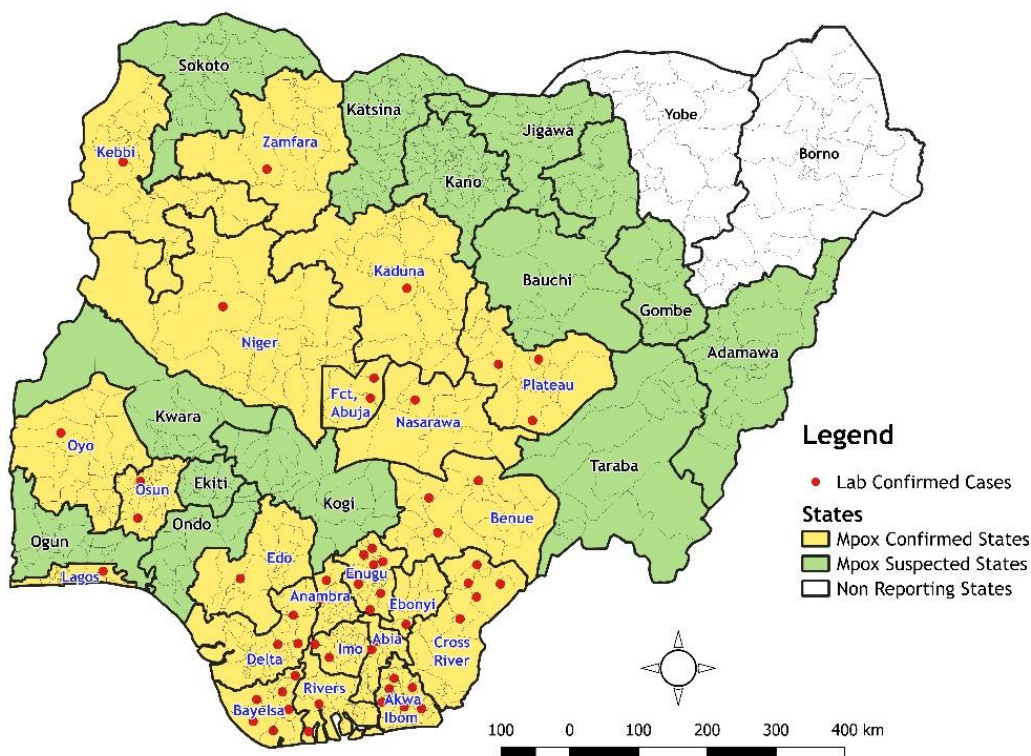 Sokoto
Katsina
Jigawa
Yobe
Borno
Kebbi
Zamfara
Kano
Kaduna
Bauchi
Gombe
Niger
Adamawa
Plateau
Fct,
Abuja
Nasarawa
Kwara
Oyo
Taraba
Osun
Ekiti
Kogi
Benue
Ogun
Ondo
Edo
Lagos
Enugu
Anambra
Ebonyi
Delta
Imo
Abia
Cross
River
Bayelsa
Rivers
Akwa
Ibom
Legend
Lab Confirmed Cases
States
Mpox Confirmed States
Mpox Suspected States
Non Reporting States
100 0 100 200 300 400 km